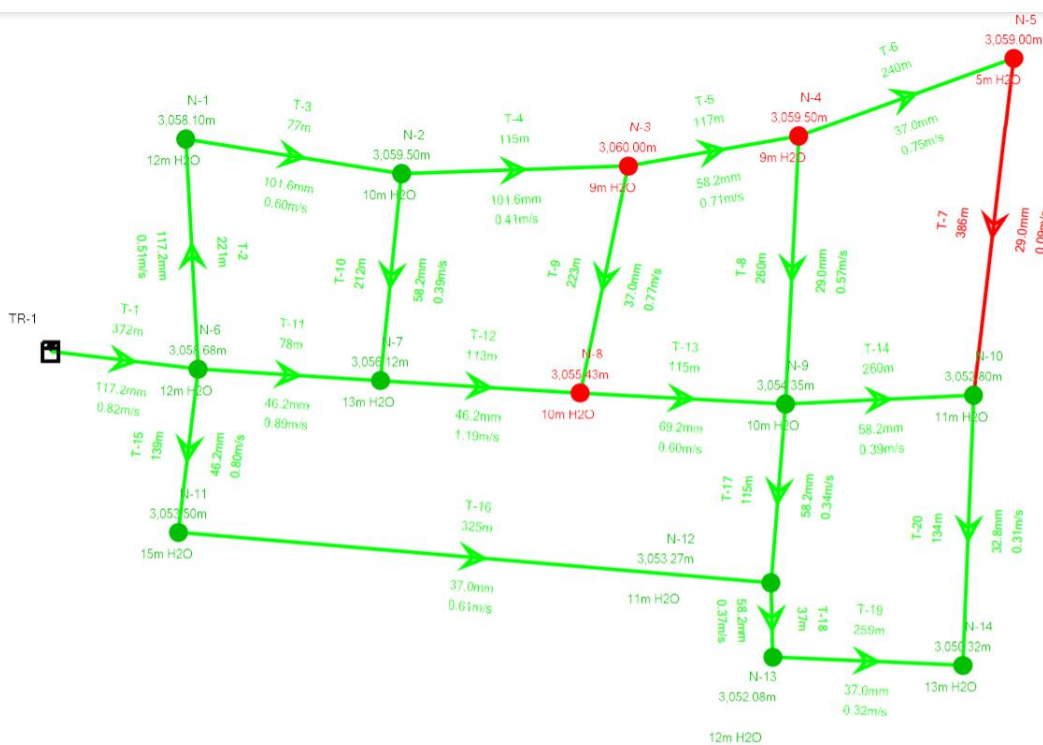 N-5
3,059.00m
5m H2O
T-6
240m
37.0mm
0.75m/s
N-1
3,058.10m
12m H2O
T-3
77m
101.6mm
0.60m/s
N-2
3,059.50m
10m H2O
T-4
115m
101.6mm
0.41m/s
N-3
3,060.00m
9m H2O
T-5
117m
58.2mm
0.71m/s
N-4
3,059.50m
9m H2O
T-7
386m
29.0mm
0.09m/s
T-2
221m
117.2mm
0.51m/s
T-10
212m
58.2mm
0.39m/s
T-9
223m
37.0mm
0.77m/s
T-8
260m
29.0mm
0.57m/s
TR-1
T-1
372m
117.2mm
0.82m/s
N-6
12m H2O
T-11
78m
46.2mm
0.89m/s
N-7
3,056.12m
13m H2O
T-12
113m
46.2mm
1.19m/s
N-8
3,055.43m
10m H2O
T-13
115m
69.2mm
0.60m/s
N-9
3,054.35m
10m H2O
T-14
260m
58.2mm
0.39m/s
N-10
11m H2O
T-15
139m
46.2mm
0.80m/s
N-11
3,053.50m
15m H2O
T-16
325m
37.0mm
0.61m/s
N-12
3,053.27m
11m H2O
T-17
115m
58.2mm
0.34m/s
T-20
134m
32.8mm
0.31m/s
T-18
37m
58.2mm
0.37m/s
T-19
259m
37.0mm
0.32m/s
N-13
3,052.08m
12m H2O
N-14
3,050.32m
13m H2O